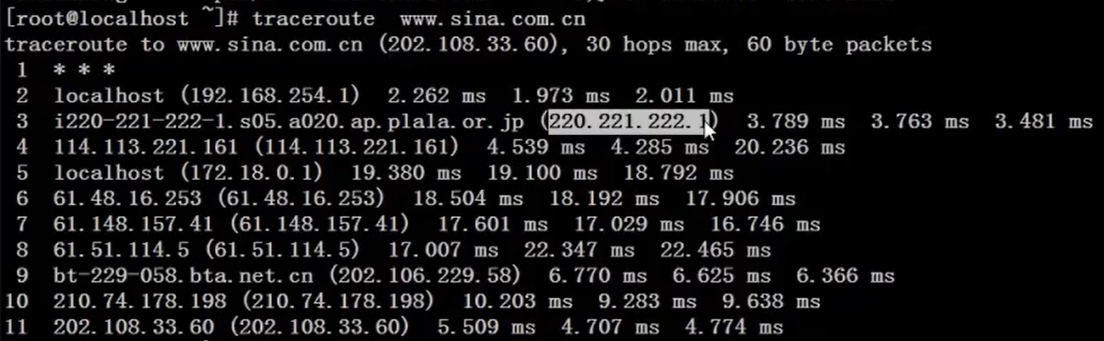 [root@localhost ~]# traceroute  www.sina.com.cn
traceroute to www.sina.com.cn (202.108.33.60), 30 hops max, 60 byte packets
 1  * * *
 2  localhost (192.168.254.1)  2.262 ms  1.973 ms  2.011 ms
 3  i220-221-222-1.s05.a020.ap.plala.or.jp (220.221.222.1)  3.789 ms  3.763 ms  3.481 ms
 4  114.113.221.161 (114.113.221.161)  4.539 ms  4.285 ms  20.236 ms
 5  localhost (172.18.0.1)  19.380 ms  19.100 ms  18.792 ms
 6  61.48.16.253 (61.48.16.253)  18.504 ms  18.192 ms  17.906 ms
 7  61.148.157.41 (61.148.157.41)  17.601 ms  17.029 ms  16.746 ms
 8  61.51.114.5 (61.51.114.5)  17.007 ms  22.347 ms  22.465 ms
 9  bt-229-058.bta.net.cn (202.106.229.58)  6.770 ms  6.625 ms  6.366 ms
10  210.74.178.198 (210.74.178.198)  10.203 ms  9.283 ms  9.638 ms
11  202.108.33.60 (202.108.33.60)  5.509 ms  4.707 ms  4.774 ms